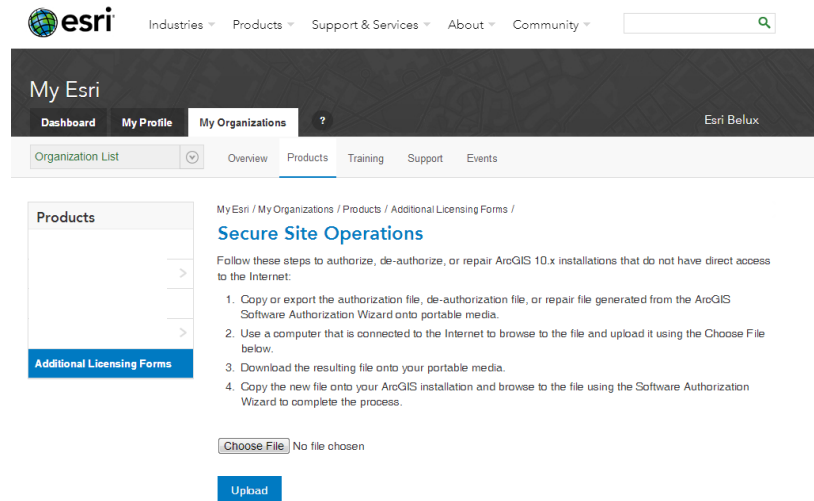 esri
Industries Products Support & Services About Community
My Esri
Dashboard My Profile My Organizations ? Esri Belux
Organization List Overview Products Training Support Events
Products
Additional Licensing Forms
My Esri / My Organizations / Products / Additional Licensing Forms /
Secure Site Operations
Follow these steps to authorize, de-authorize, or repair ArcGIS 10.x installations that do not have direct access
to the Internet:
1. Copy or export the authorization file, de-authorization file, or repair file generated from the ArcGIS
Software Authorization Wizard onto portable media.
2. Use a computer that is connected to the Internet to browse to the file and upload it using the Choose File
below.
3. Download the resulting file onto your portable media.
4. Copy the new file onto your ArcGIS installation and browse to the file using the Software Authorization
Wizard to complete the process.
Choose File No file chosen
Upload